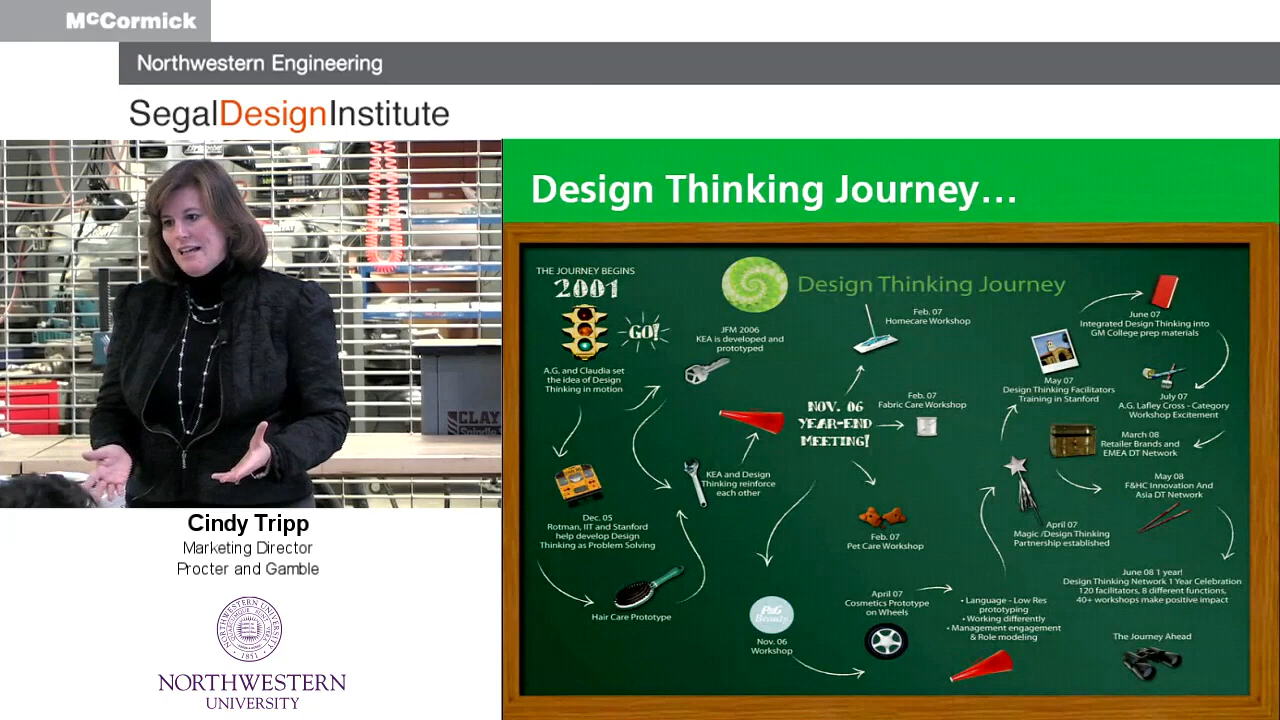 McCormick
Northwestern Engineering
SegalDesignInstitute
Design Thinking Journey...
THE JOURNEY BEGINS
2001
GO!
A.G. and Claudia set
the idea of Design
Thinking in motion
Dec. 05
Rotman, IIT and Stanford
help develop Design
Thinking as Problem Solving
Hair Care Prototype
JFM 2006
KEA is developed and
prototyped
KEA and Design
Thinking reinforce
each other
Design Thinking Journey
NOV. 06
YEAR-END
MEETING!
Feb. 07
Homecare Workshop
Feb. 07
Fabric Care Workshop
Feb. 07
Pet Care Workshop
P&G
Beauty
Nov. 06
Workshop
April 07
Cosmetics Prototype
on Wheels
• Language - Low Res
prototyping
• Working differently
• Management engagement
& Role modeling
April 07
Magic /Design Thinking
Partnership established
May 07
Design Thinking Facilitators
Training in Stanford
June 07
Integrated Design Thinking into
GM College prep materials
July 07
A.G. Lafley Cross - Category
Workshop Excitement
March 08
Retailer Brands and
EMEA DT Network
May 08
F&HC Innovation And
Asia DT Network
June 08 1 year!
Design Thinking Network 1 Year Celebration
120 facilitators, 8 different functions,
40+ workshops make positive impact
The Journey Ahead
CLAY
Cindy Tripp
Marketing Director
Procter and Gamble
1851
NORTHWESTERN
UNIVERSITY